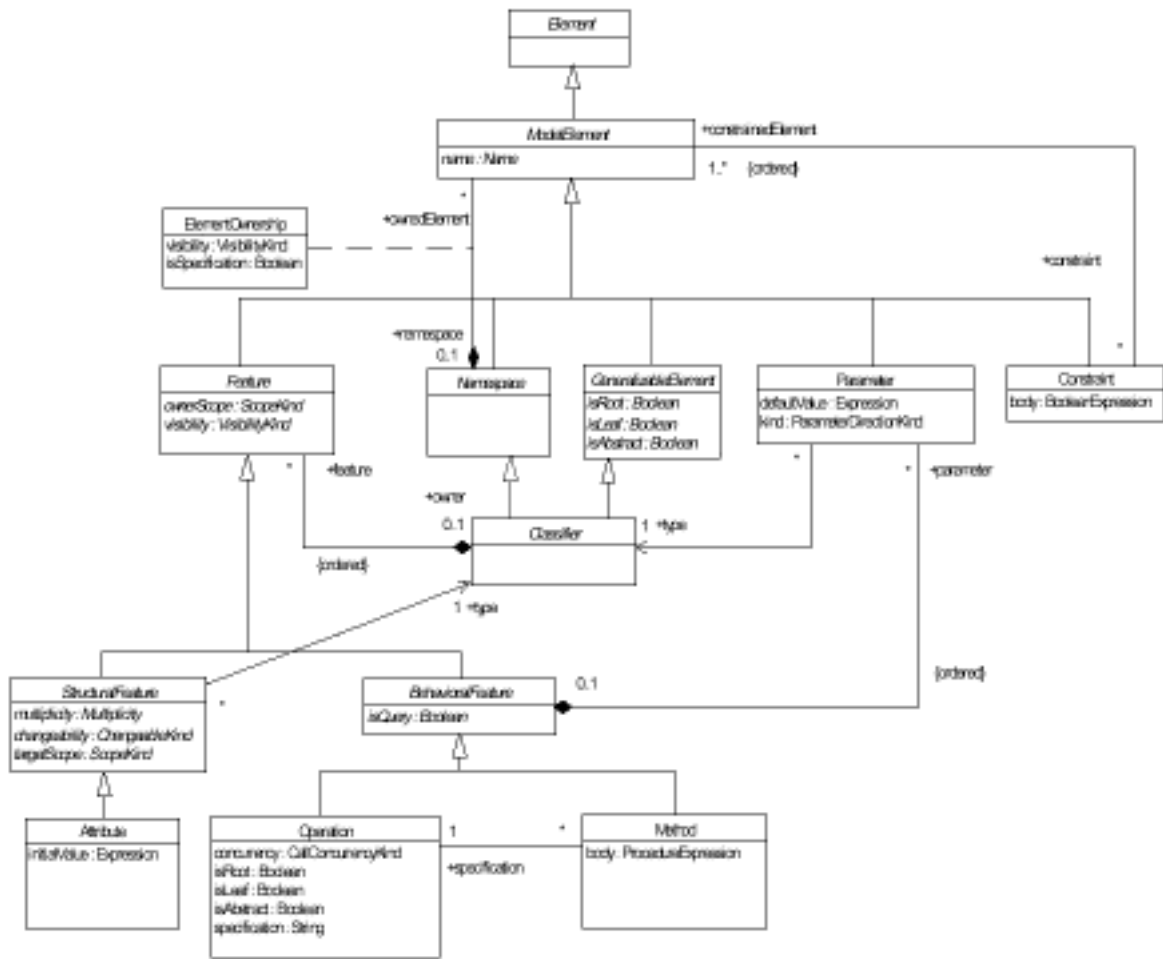 Element
ModelElement
name : Name
+constrainedElement
1..*
{ordered}
*
+ownedElement
ElementOwnership
visibility : VisibilityKind
isSpecification : Boolean
+constraint
*
+namespace
0..1
Feature
ownerScope : ScopeKind
visibility : VisibilityKind
Namespace
GeneralizableElement
isRoot : Boolean
isLeaf : Boolean
isAbstract : Boolean
Parameter
defaultValue : Expression
kind : ParameterDirectionKind
Constraint
body : BooleanExpression
*
+feature
*
*
+parameter
+owner
0..1
Classifier
1
+type
{ordered}
1
+type
{ordered}
StructuralFeature
multiplicity : Multiplicity
changeability : ChangeableKind
targetScope : ScopeKind
*
BehavioralFeature
isQuery : Boolean
0..1
Attribute
initialValue : Expression
Operation
concurrency : CallConcurrencyKind
isRoot : Boolean
isLeaf : Boolean
isAbstract : Boolean
specification : String
1
*
+specification
Method
body : ProcedureExpression